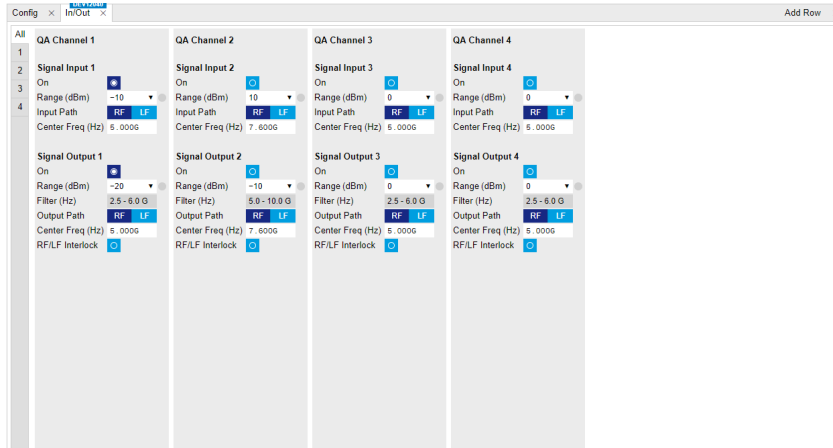 DEV12040
Config × In/Out × Add Row
All
1
2
3
4
QA Channel 1
Signal Input 1
On
Range (dBm) −10
Input Path RF LF
Center Freq (Hz) 5.000G
Signal Output 1
On
Range (dBm) −20
Filter (Hz) 2.5 - 6.0 G
Output Path RF LF
Center Freq (Hz) 5.000G
RF/LF Interlock
QA Channel 2
Signal Input 2
On
Range (dBm) 10
Input Path RF LF
Center Freq (Hz) 7.600G
Signal Output 2
On
Range (dBm) −10
Filter (Hz) 5.0 - 10.0 G
Output Path RF LF
Center Freq (Hz) 7.600G
RF/LF Interlock
QA Channel 3
Signal Input 3
On
Range (dBm) 0
Input Path RF LF
Center Freq (Hz) 5.000G
Signal Output 3
On
Range (dBm) 0
Filter (Hz) 2.5 - 6.0 G
Output Path RF LF
Center Freq (Hz) 5.000G
RF/LF Interlock
QA Channel 4
Signal Input 4
On
Range (dBm) 0
Input Path RF LF
Center Freq (Hz) 5.000G
Signal Output 4
On
Range (dBm) 0
Filter (Hz) 2.5 - 6.0 G
Output Path RF LF
Center Freq (Hz) 5.000G
RF/LF Interlock